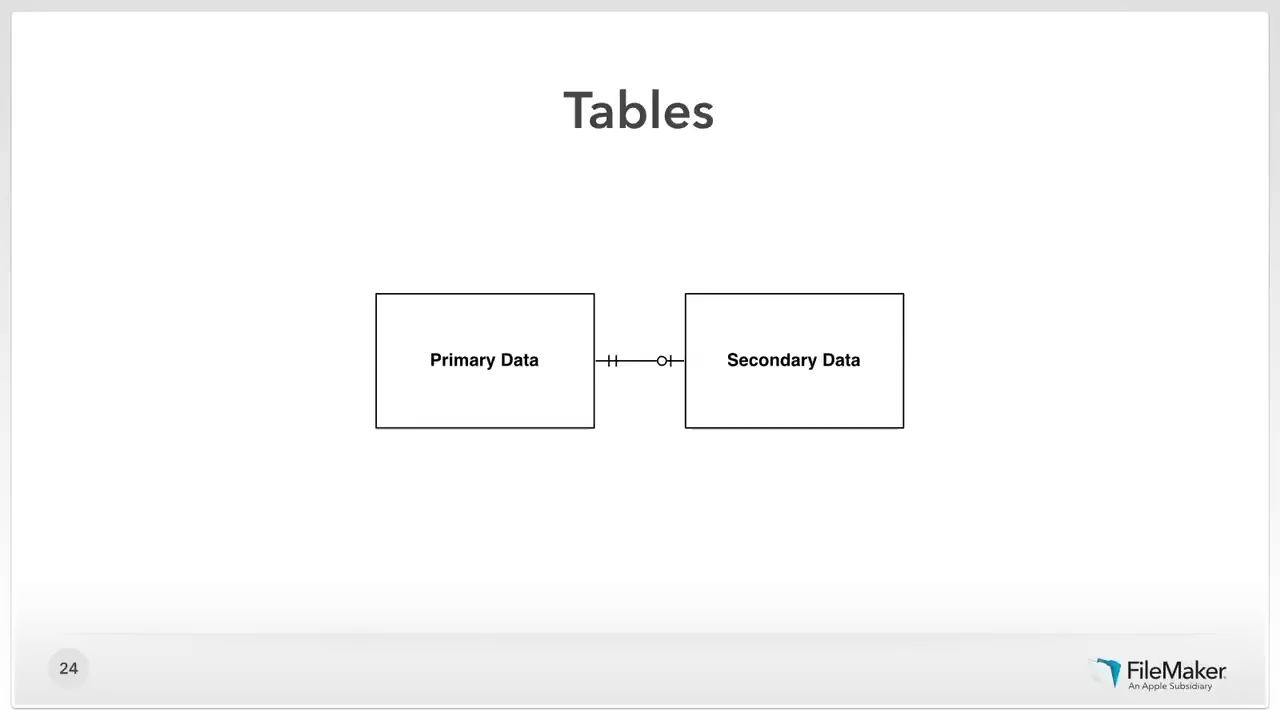 Tables
Primary Data
Secondary Data
24
FileMaker
An Apple Subsidiary